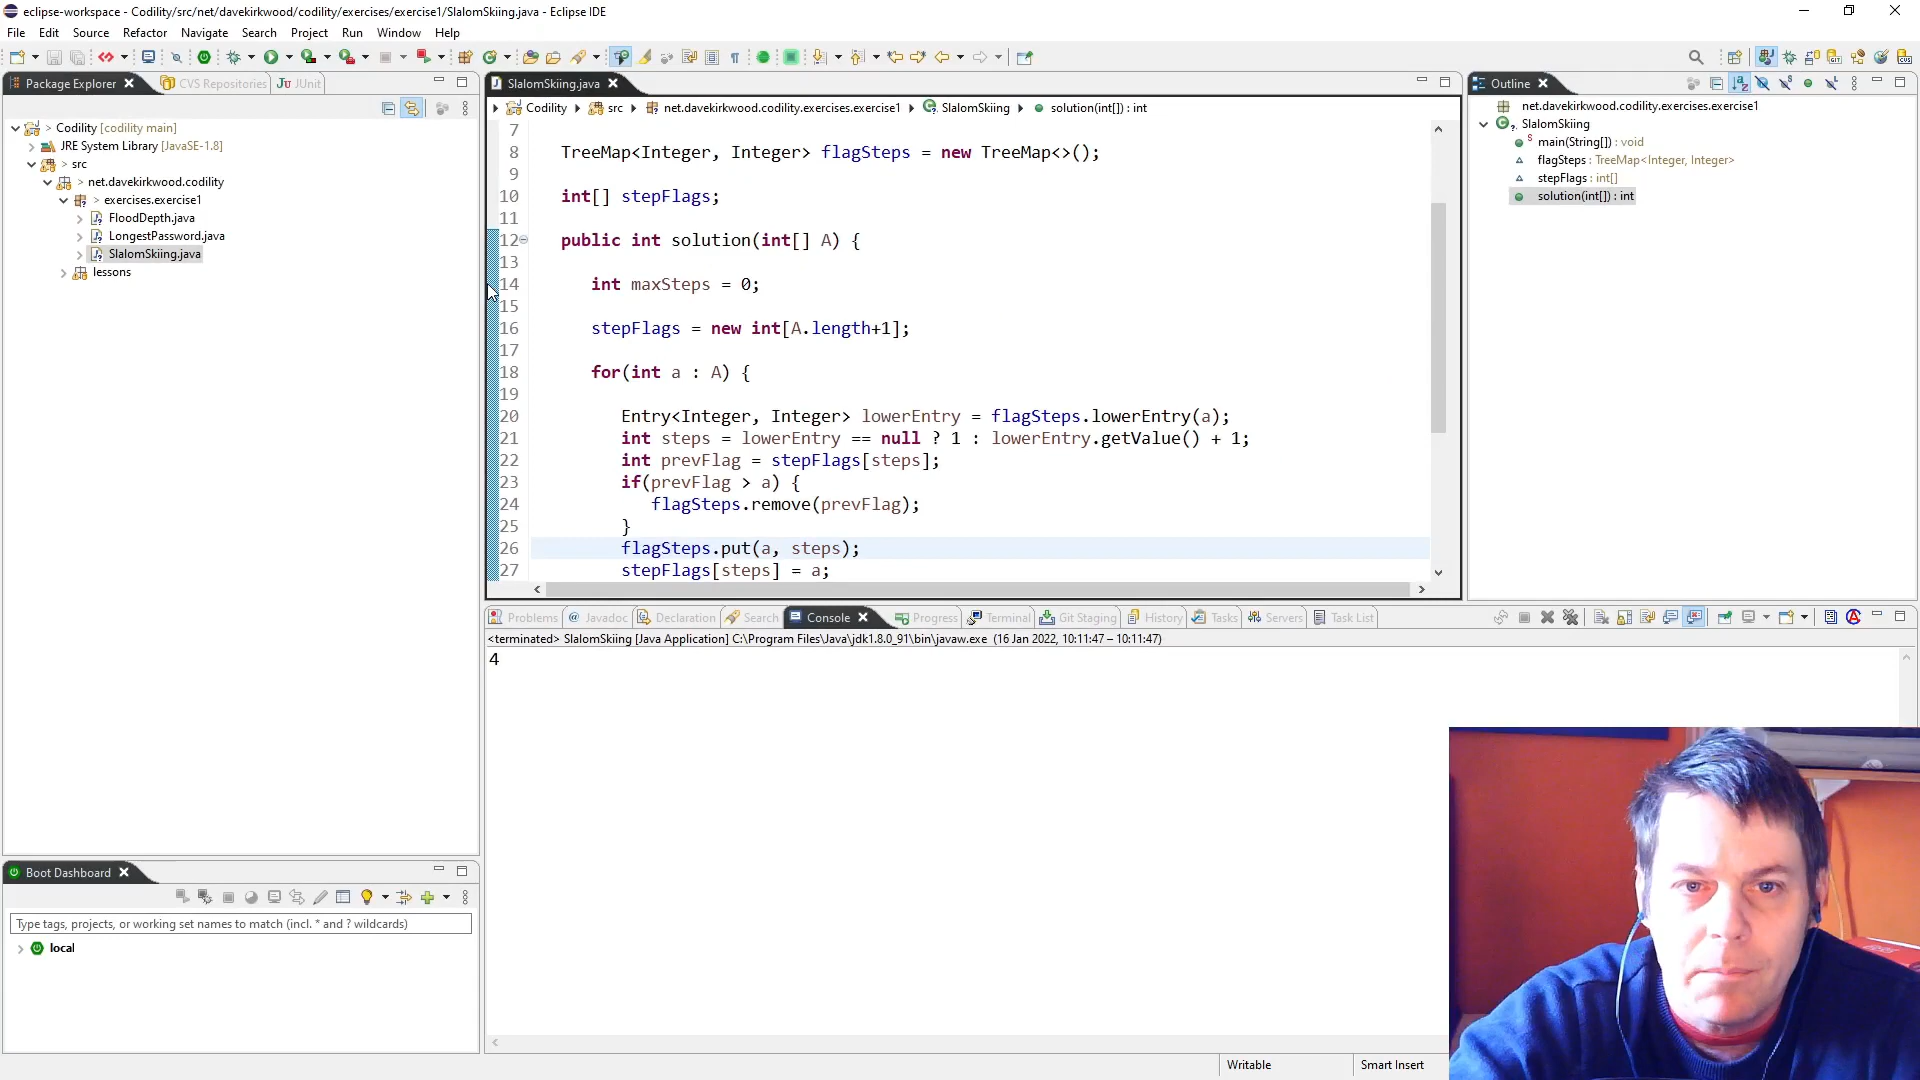 eclipse-workspace - Codility/src/net/davekirkwood/codility/exercises/exercise1/SlalomSkiing.java - Eclipse IDE
File Edit Source Refactor Navigate Search Project Run Window Help
Package Explorer
CVS Repositories
JUnit
Codility [codility main]
JRE System Library [JavaSE-1.8]
> src
> net.davekirkwood.codility
> exercises.exercise1
FloodDepth.java
LongestPassword.java
SlalomSkiing.java
lessons
SlalomSkiing.java
Codility src net.davekirkwood.codility.exercises.exercise1 SlalomSkiing solution(int[]) : int
7
8 TreeMap<Integer, Integer> flagSteps = new TreeMap<>();
9
10 int[] stepFlags;
11
12 public int solution(int[] A) {
13
14 int maxSteps = 0;
15
16 stepFlags = new int[A.length+1];
17
18 for(int a : A) {
19
20 Entry<Integer, Integer> lowerEntry = flagSteps.lowerEntry(a);
21 int steps = lowerEntry == null ? 1 : lowerEntry.getValue() + 1;
22 int prevFlag = stepFlags[steps];
23 if(prevFlag > a) {
24 flagSteps.remove(prevFlag);
25 }
26 flagSteps.put(a, steps);
27 stepFlags[steps] = a;
Outline
net.davekirkwood.codility.exercises.exercise1
SlalomSkiing
main(String[]) : void
flagSteps : TreeMap<Integer, Integer>
stepFlags : int[]
solution(int[]) : int
Problems Javadoc Declaration Search Console Progress Terminal Git Staging History Tasks Servers Task List
<terminated> SlalomSkiing [Java Application] C:\Program Files\Java\jdk1.8.0_91\bin\javaw.exe (16 Jan 2022, 10:11:47 – 10:11:47)
4
Boot Dashboard
Type tags, projects, or working set names to match (incl. * and ? wildcards)
local
Writable
Smart Insert